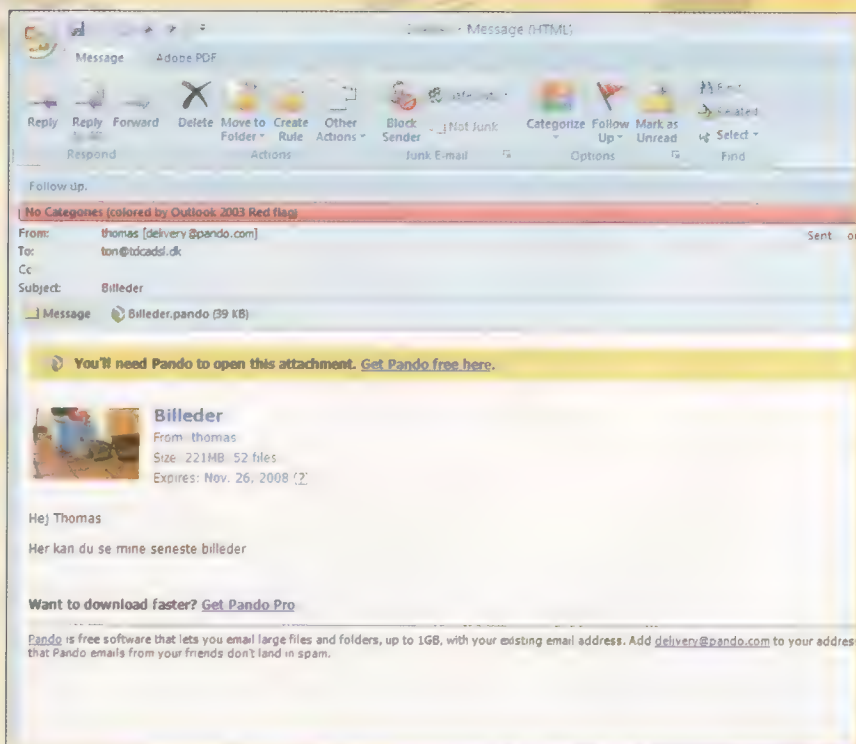 Message (HTML)
Message Adobe PDF
Reply Reply Forward Delete Move to Create Other Block Not Junk Categorize Follow Mark as
Folder Rule Actions Sender Up Unread Select
Respond Actions Junk E-mail Options Find
Follow up.
No Categories (colored by Outlook 2003 Red flag)
From: thomas [delivery@pando.com] Sent
To: ton@tdcadsl.dk
Cc
Subject: Billeder
Message Billeder.pando (39 KB)
You'll need Pando to open this attachment. Get Pando free here.
Billeder
From thomas
Size 221MB 52 files
Expires: Nov. 26, 2008 (?)
Hej Thomas
Her kan du se mine seneste billeder
Want to download faster? Get Pando Pro
Pando is free software that lets you email large files and folders, up to 1GB, with your existing email address. Add delivery@pando.com to your addres
that Pando emails from your friends don't land in spam.